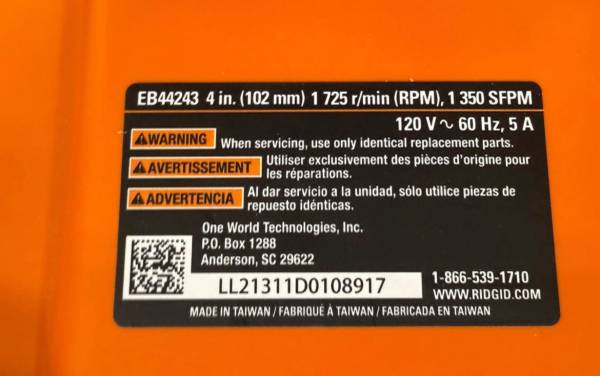 EB44243 4 in. (102 mm) 1 725 r/min (RPM), 1 350 SFPM
120 V ~ 60 Hz, 5 A
⚠WARNING When servicing, use only identical replacement parts.
⚠AVERTISSEMENT Utiliser exclusivement des pièces d'origine pour
les réparations.
⚠ADVERTENCIA Al dar servicio a la unidad, sólo utilice piezas de
repuesto idénticas.
One World Technologies, Inc.
P.O. Box 1288
Anderson, SC 29622
LL21311D0108917
1-866-539-1710
WWW.RIDGID.COM
MADE IN TAIWAN / FABRIQUÉ À TAIWAN / FABRICADA EN TAIWAN